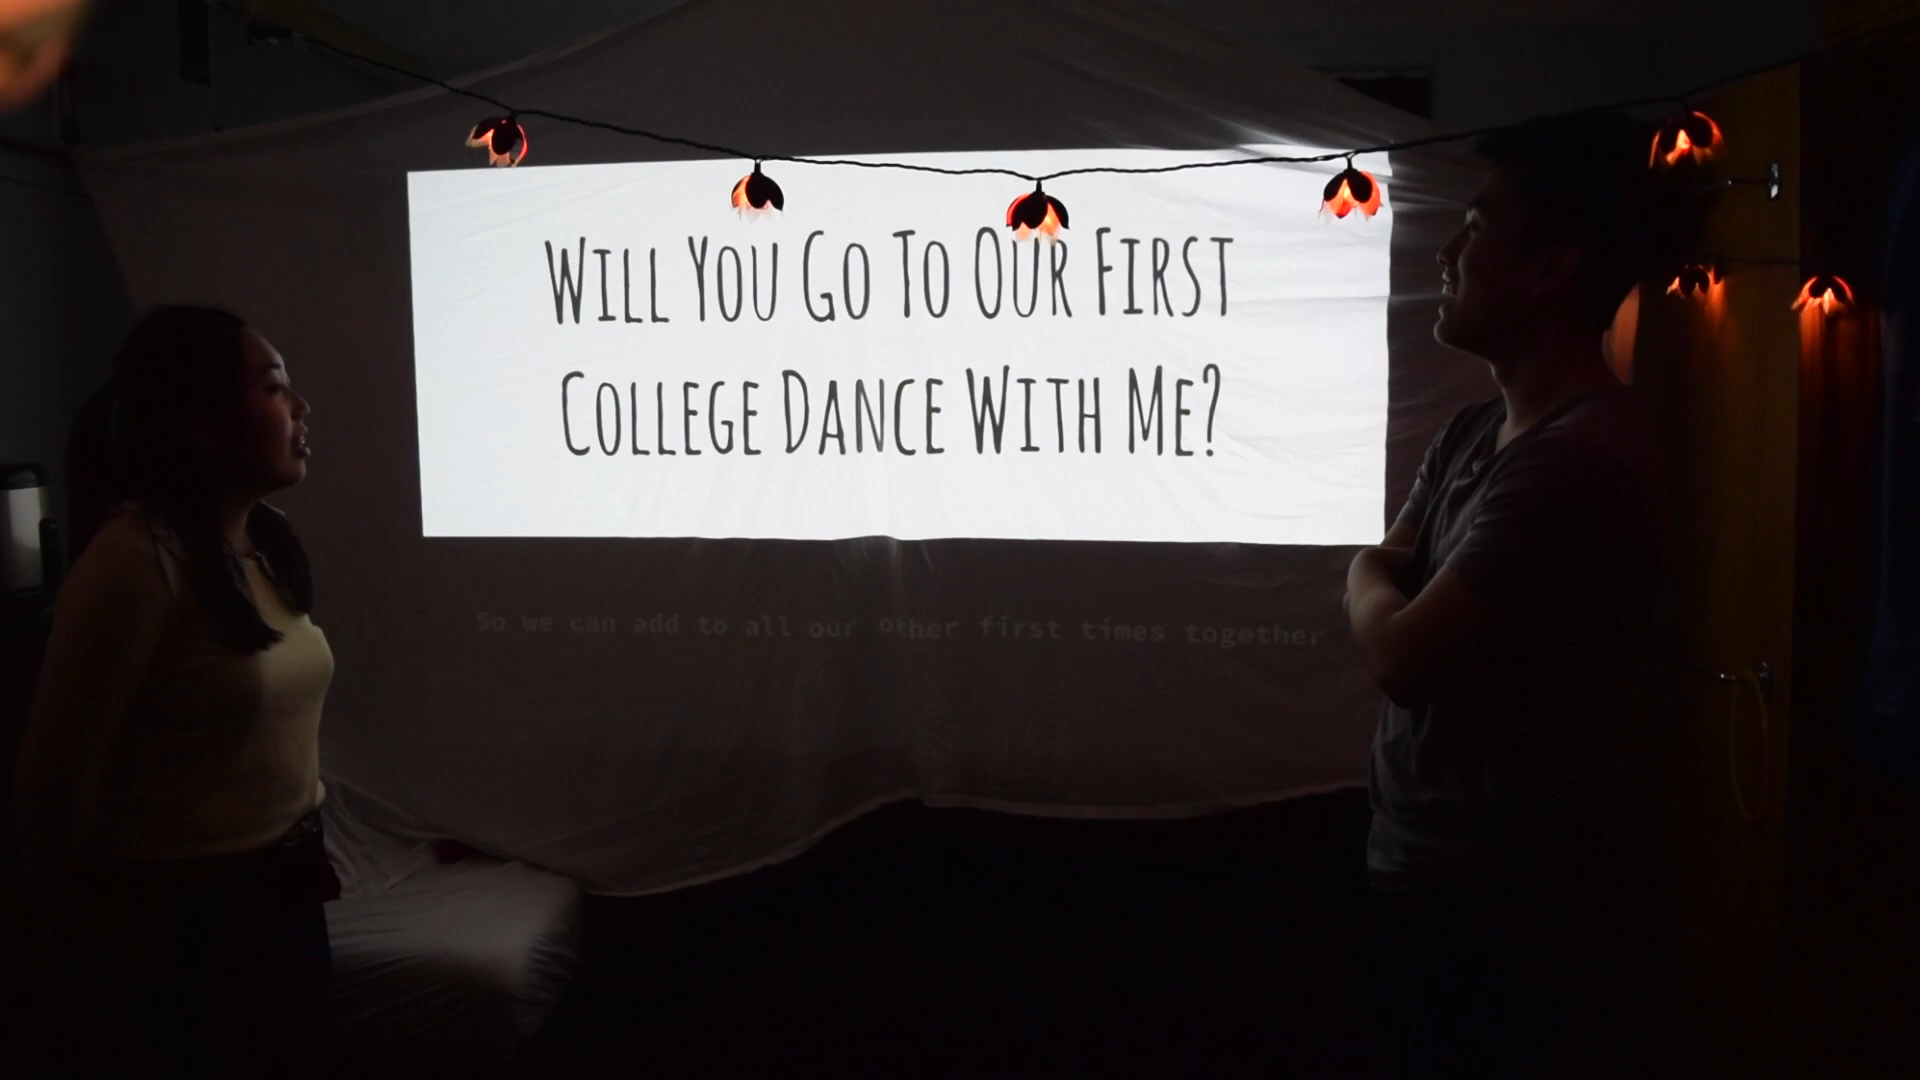 Will You Go To Our First
College Dance With Me?
So we can add to all our other first times together